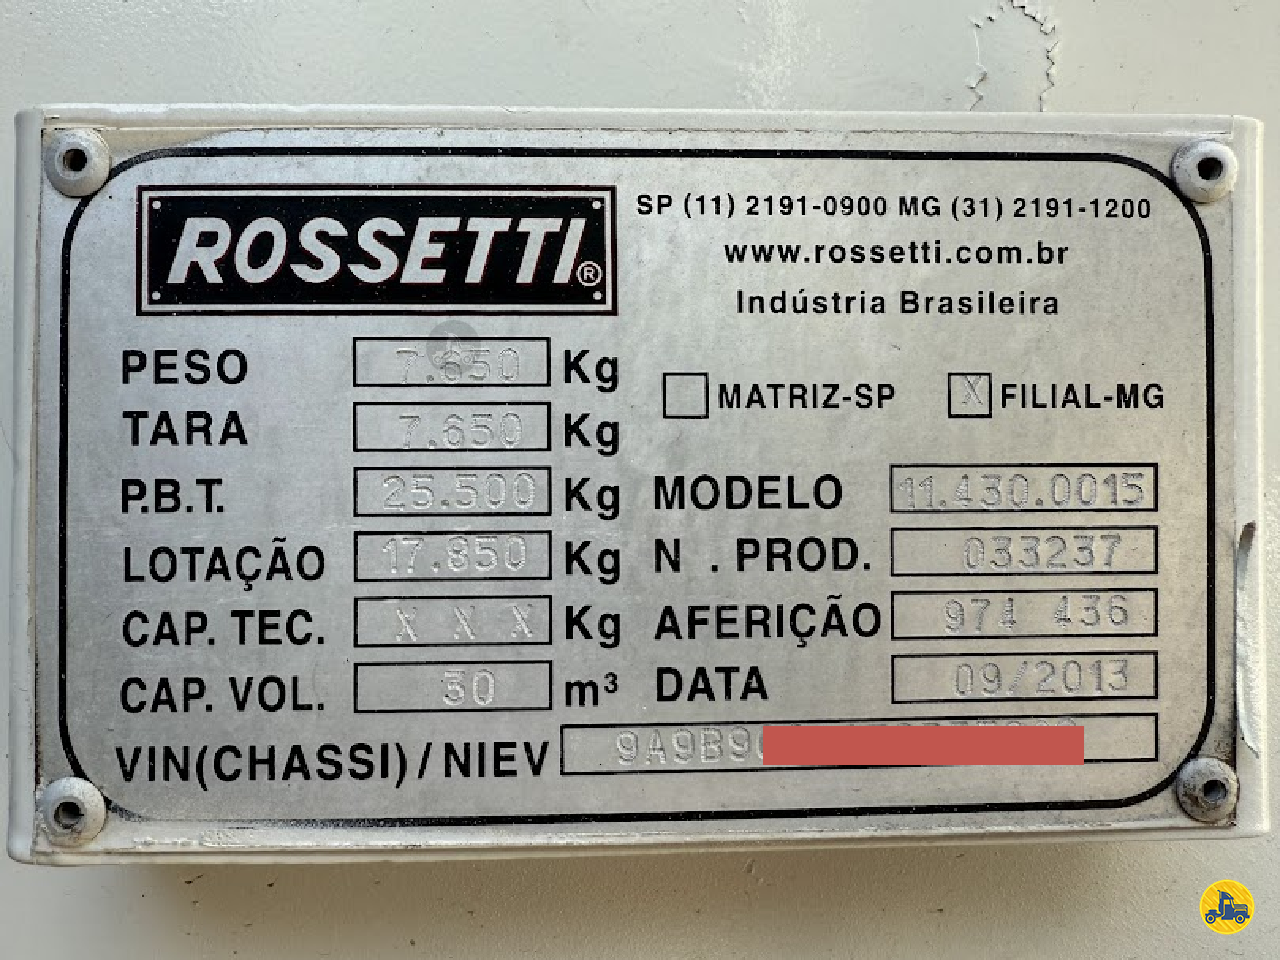 ROSSETTI®
SP (11) 2191-0900 MG (31) 2191-1200
www.rossetti.com.br
Indústria Brasileira
PESO 7.650 Kg
TARA 7.650 Kg
P.B.T. 25.500 Kg
LOTAÇÃO 17.850 Kg
CAP. TEC. X X X Kg
CAP. VOL. 30 m³
MATRIZ-SP X FILIAL-MG
MODELO 11.430.0015
N . PROD. 033237
AFERIÇÃO 974 436
DATA 09/2013
VIN(CHASSI)/NIEV 9A9B9